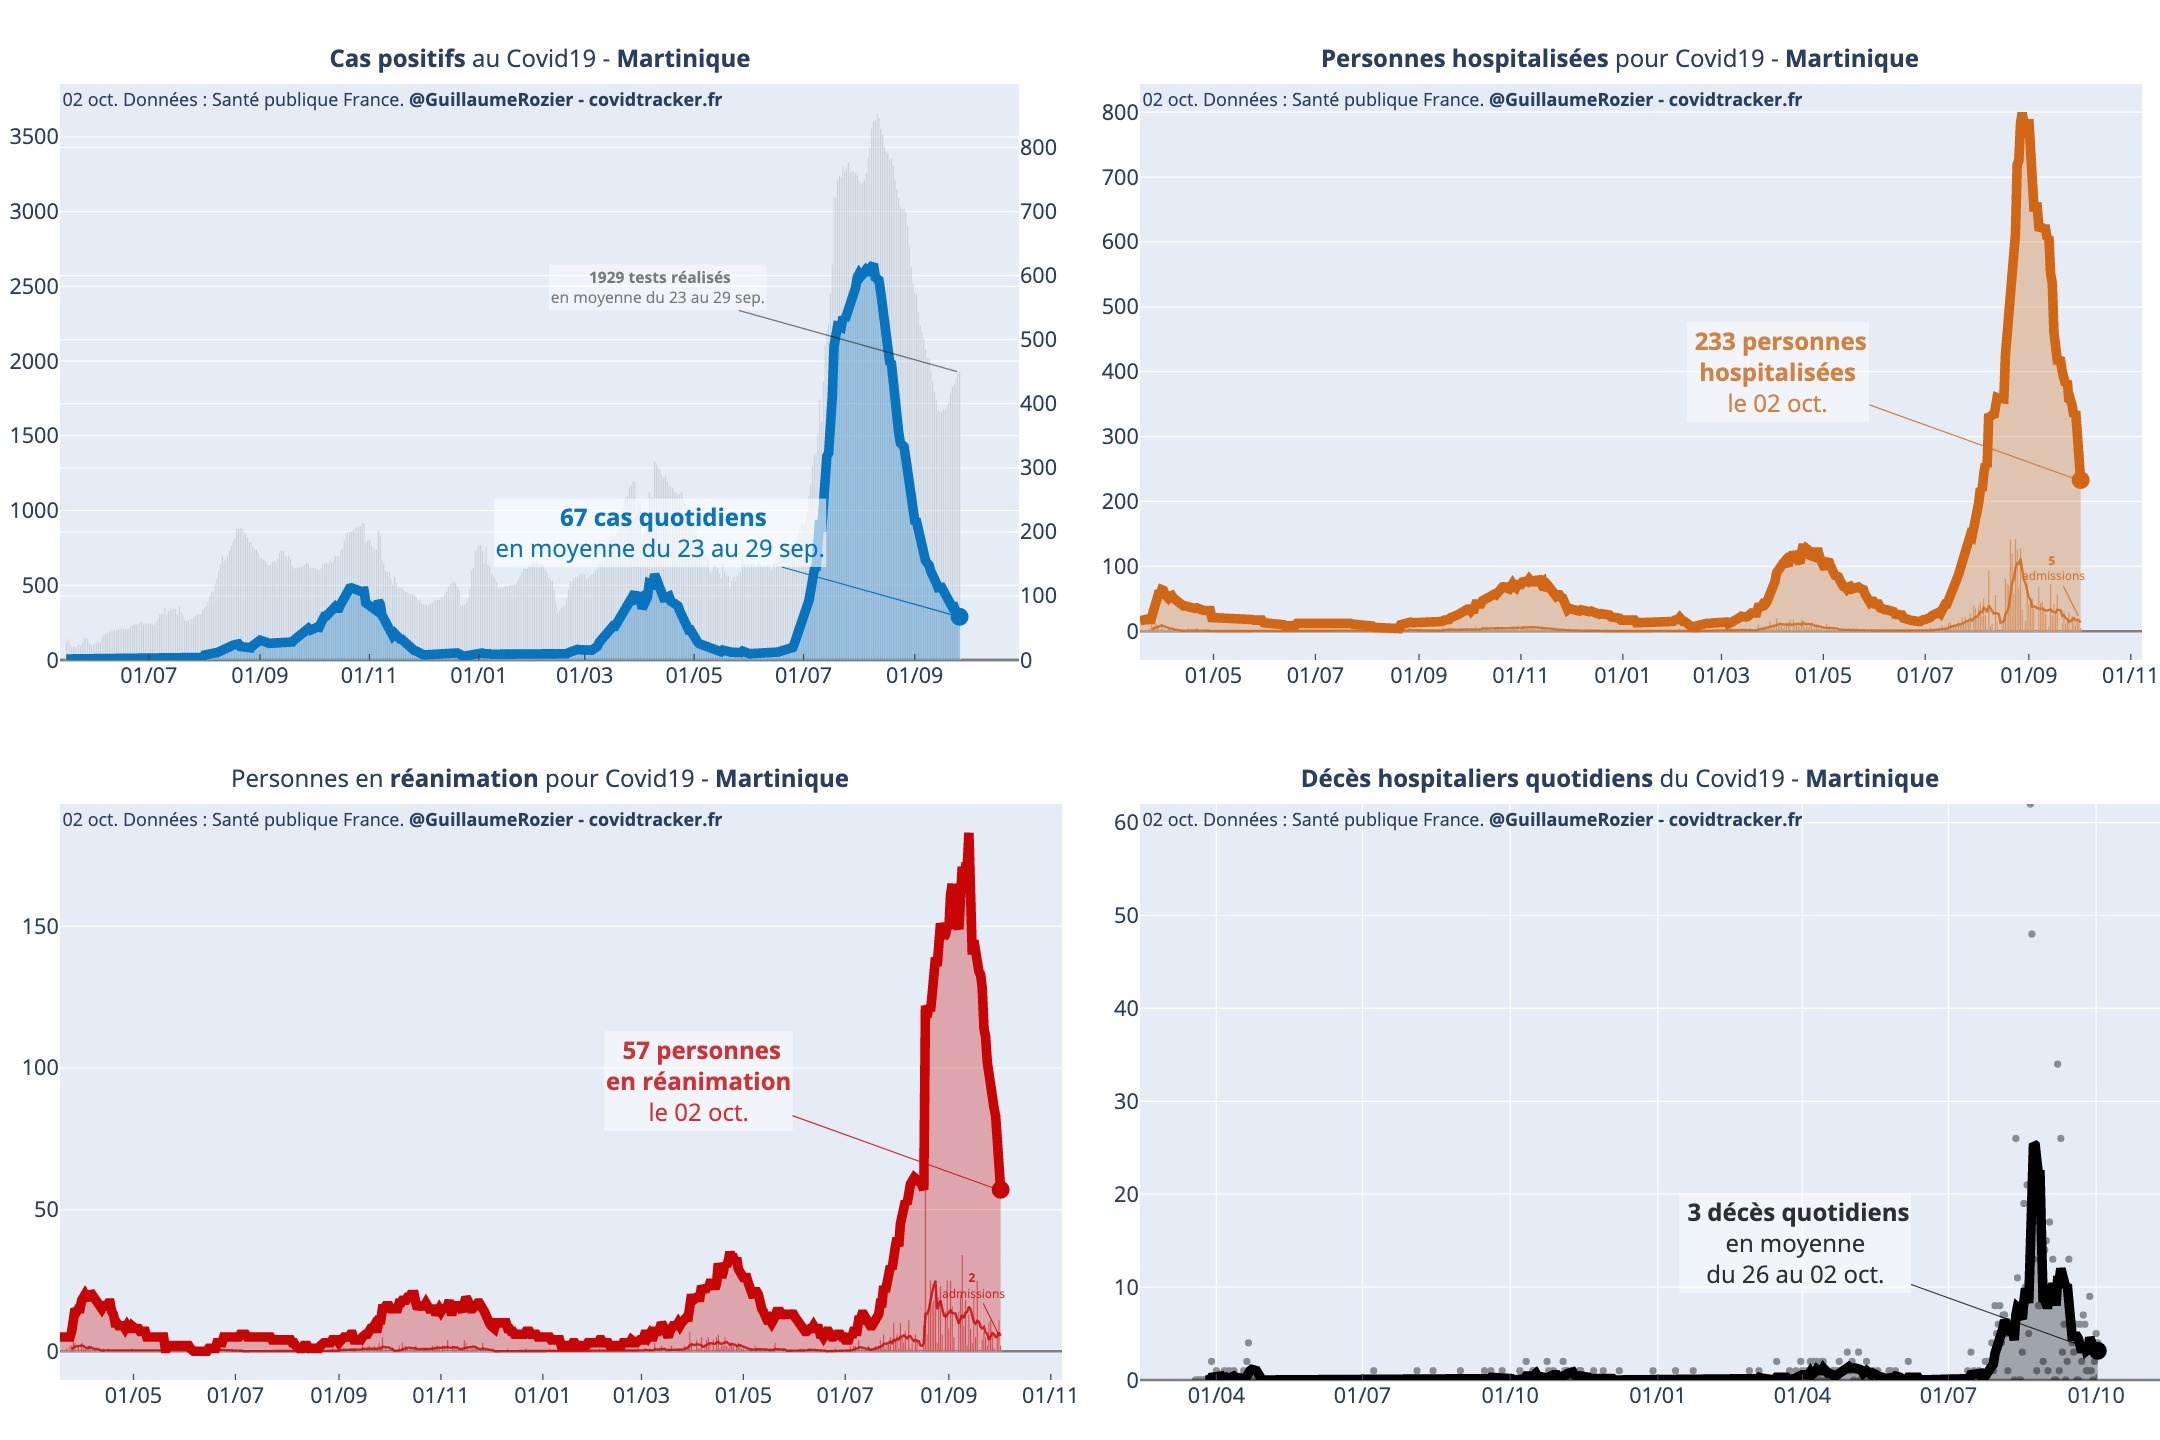 Cas positifs au Covid19 - Martinique
02 oct. Données : Santé publique France. @GuillaumeRozier - covidtracker.fr
3500
3000
2500
2000
1500
1000
500
0
800
700
600
500
400
300
200
100
0
1929 tests réalisés
en moyenne du 23 au 29 sep.
67 cas quotidiens
en moyenne du 23 au 29 sep.
01/07 01/09 01/11 01/01 01/03 01/05 01/07 01/09
Personnes hospitalisées pour Covid19 - Martinique
02 oct. Données : Santé publique France. @GuillaumeRozier - covidtracker.fr
800
700
600
500
400
300
200
100
0
233 personnes
hospitalisées
le 02 oct.
5
admissions
01/05 01/07 01/09 01/11 01/01 01/03 01/05 01/07 01/09 01/11
Personnes en réanimation pour Covid19 - Martinique
02 oct. Données : Santé publique France. @GuillaumeRozier - covidtracker.fr
150
100
50
0
57 personnes
en réanimation
le 02 oct.
2
admissions
01/05 01/07 01/09 01/11 01/01 01/03 01/05 01/07 01/09 01/11
Décès hospitaliers quotidiens du Covid19 - Martinique
02 oct. Données : Santé publique France. @GuillaumeRozier - covidtracker.fr
60
50
40
30
20
10
0
3 décès quotidiens
en moyenne
du 26 au 02 oct.
01/04 01/07 01/10 01/01 01/04 01/07 01/10